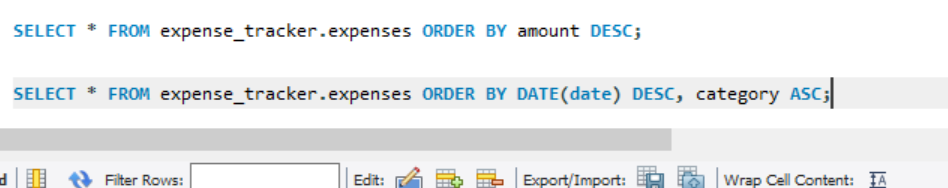 SELECT * FROM expense_tracker.expenses ORDER BY amount DESC;
SELECT * FROM expense_tracker.expenses ORDER BY DATE(date) DESC, category ASC;
Filter Rows: Edit: Export/Import: Wrap Cell Content: IA